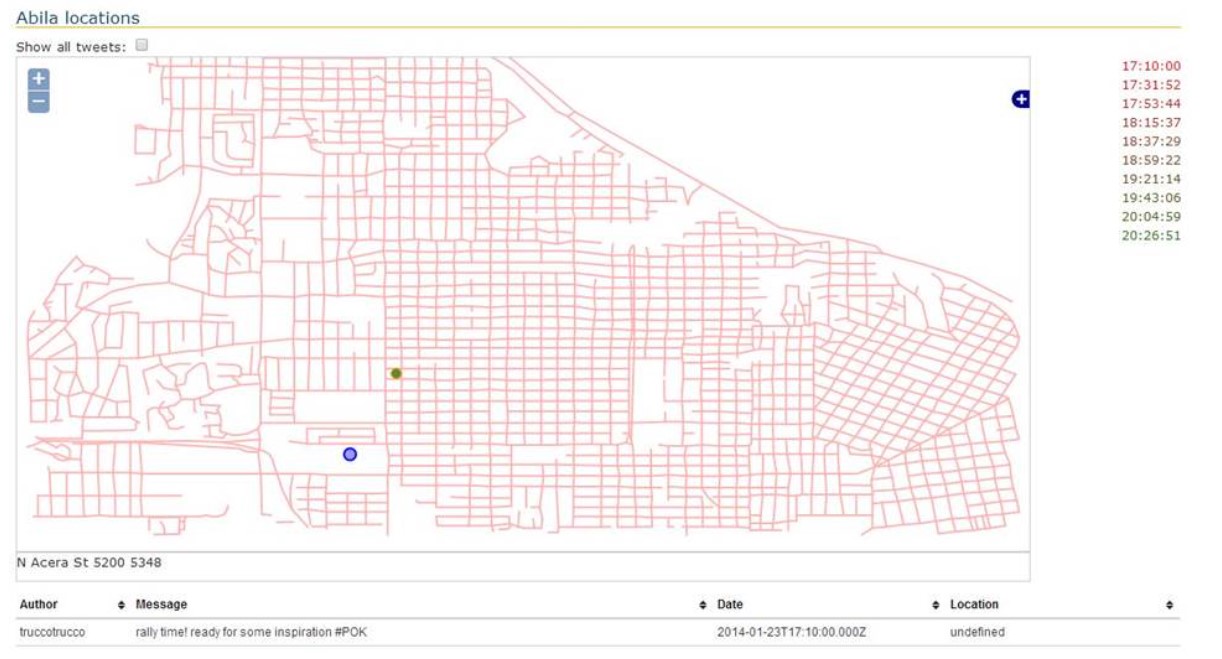 Abila locations
Show all tweets:
+
−
+
17:10:00
17:31:52
17:53:44
18:15:37
18:37:29
18:59:22
19:21:14
19:43:06
20:04:59
20:26:51
N Acera St 5200 5348
Author Message Date Location
truccotrucco rally time! ready for some inspiration #POK 2014-01-23T17:10:00.000Z undefined